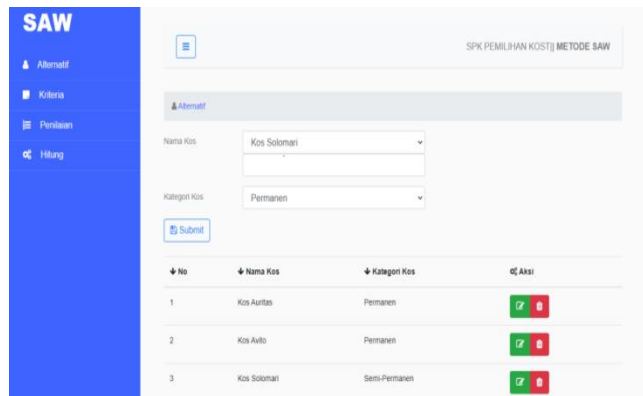 SAW
SPK PEMILIHAN KOST|| METODE SAW
Alternatif
Kriteria
Penilaian
Hitung
Alternatif
Nama Kos
Kos Solomari
Kategori Kos
Permanen
Submit
No Nama Kos Kategori Kos Aksi
1 Kos Auritas Permanen
2 Kos Avito Permanen
3 Kos Solomari Semi-Permanen